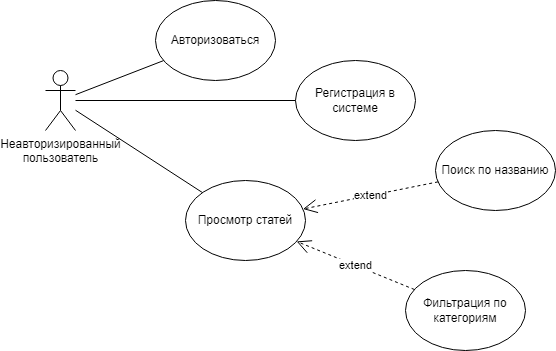 Авторизоваться
Регистрация в
системе
Неавторизированный
пользователь
Поиск по названию
extend
Просмотр статей
extend
Фильтрация по
категориям